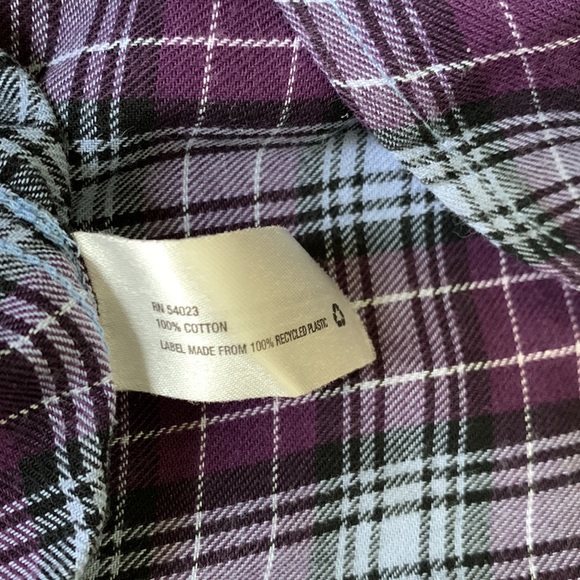 RN 54023
100% COTTON
LABEL MADE FROM 100% RECYCLED PLASTIC